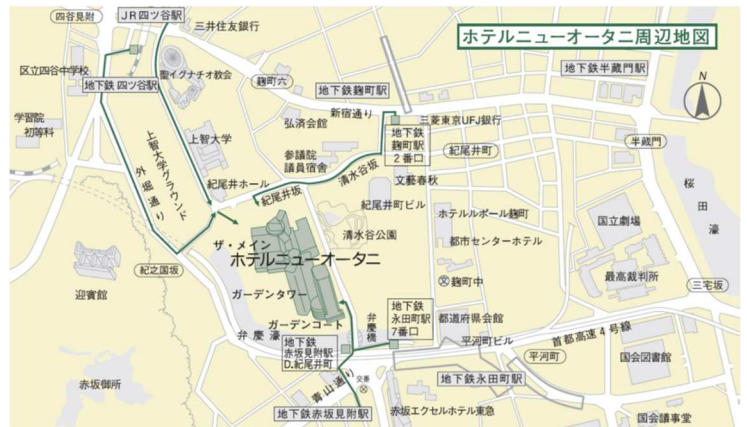 ホテルニューオータニ周辺地図
四谷見附
JR四ツ谷駅
三井住友銀行
区立四谷中学校
地下鉄 四ツ谷駅
聖イグナチオ教会
麹町六
地下鉄麹町駅
地下鉄半蔵門駅
N
学習院
初等科
新宿通り
弘済会館
三菱東京UFJ銀行
地下鉄
麹町駅
2番口
半蔵門
上智大学
上智大学グラウンド
外堀通り
参議院
議員宿舎
紀尾井町
清水谷坂
文藝春秋
紀尾井ホール
紀尾井坂
紀尾井町ビル
ホテルルポール麹町
国立劇場
桜田濠
清水谷公園
都市センターホテル
ザ・メイン
ホテルニューオータニ
紀之国坂
迎賓館
ガーデンタワー
文 麹町中
最高裁判所
三宅坂
ガーデンコート
弁慶濠
弁慶橋
地下鉄
永田町駅
7番口
都道府県会館
首都高速4号線
地下鉄
赤坂見附駅
D.紀尾井町
平河町ビル
平河町
国会図書館
赤坂御所
青山通り
交番
地下鉄永田町駅
地下鉄赤坂見附駅
赤坂エクセルホテル東急
国会議事堂